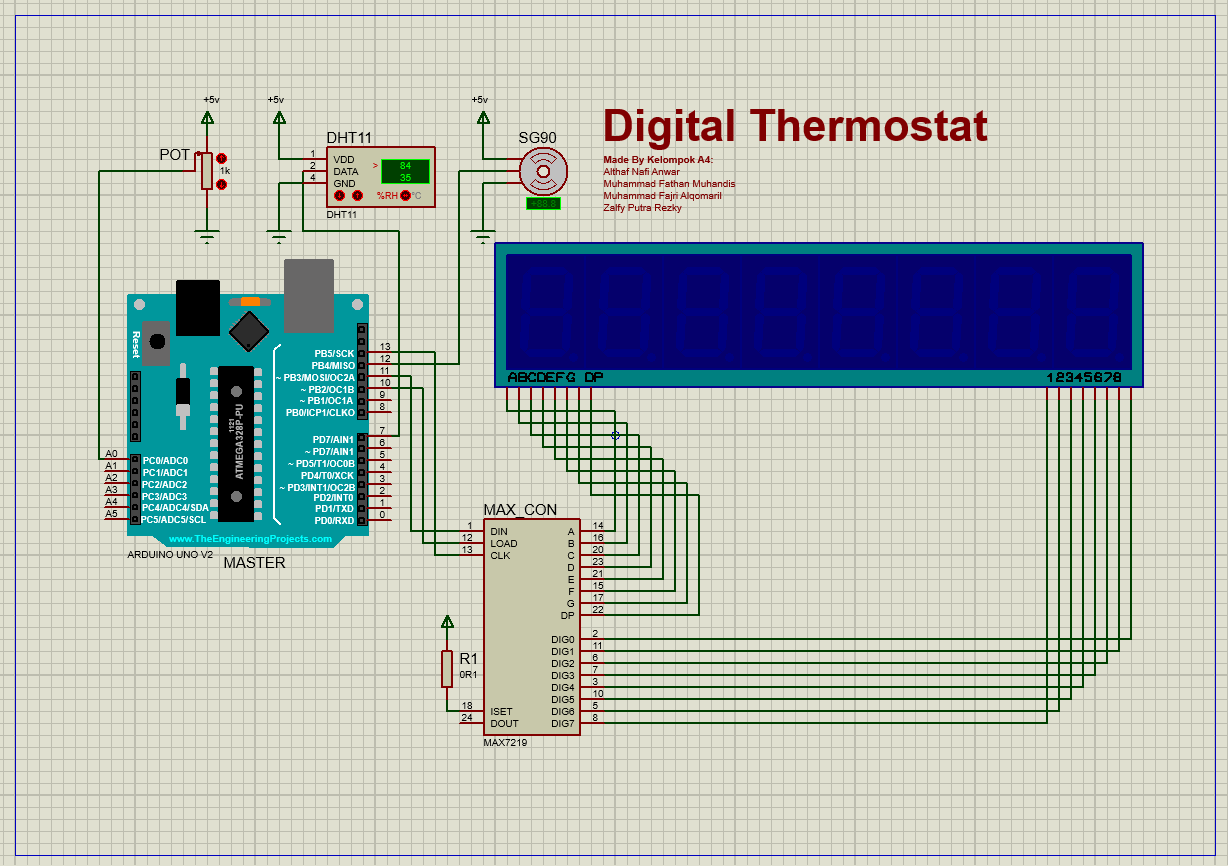 +5v
+5v
+5v
Digital Thermostat
Made By Kelompok A4:
Althaf Nafi Anwar
Muhammad Fathan Muhandis
Muhammad Fajri Alqomaril
Zalfy Putra Rezky
POT
1k
DHT11
1 VDD
2 DATA
4 GND
>
84
35
%RH °C
DHT11
SG90
+88.8
Reset
ATMEGA328P-PU
1121
PB5/SCK 13
PB4/MISO 12
~ PB3/MOSI/OC2A 11
~ PB2/OC1B 10
~ PB1/OC1A 9
PB0/ICP1/CLKO 8
PD7/AIN1 7
~ PD7/AIN1 6
~ PD5/T1/OC0B 5
PD4/T0/XCK 4
~ PD3/INT1/OC2B 3
PD2/INT0 2
PD1/TXD 1
PD0/RXD 0
A0 PC0/ADC0
A1 PC1/ADC1
A2 PC2/ADC2
A3 PC3/ADC3
A4 PC4/ADC4/SDA
A5 PC5/ADC5/SCL
www.TheEngineeringProjects.com
ARDUINO UNO V2
MASTER
ABCDEFG DP
12345678
MAX_CON
1 DIN
12 LOAD
13 CLK
A 14
B 16
C 20
D 23
E 21
F 15
G 17
DP 22
DIG0 2
DIG1 11
DIG2 6
DIG3 7
DIG4 3
DIG5 10
DIG6 5
DIG7 8
R1
0R1
18 ISET
24 DOUT
MAX7219